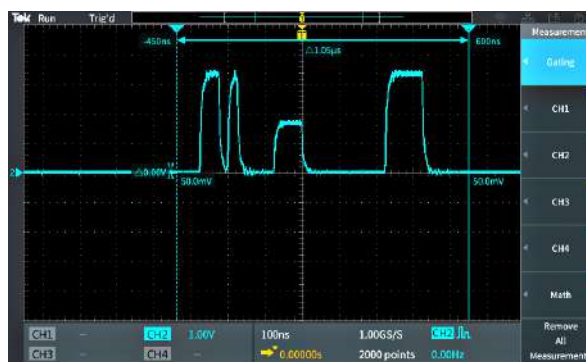 Tek Run Trig'd
Measurement
-450ns
△1.05µs
600ns
Gating
CH1
CH2
CH3
CH4
Math
Remove
All
Measurement
2
△0.00V
50.0mV
50.0mV
CH1 —
CH2 1.00V
100ns
1.00GS/S
CH2
CH3 —
CH4 —
0.00000s
2000 points
0.00Hz